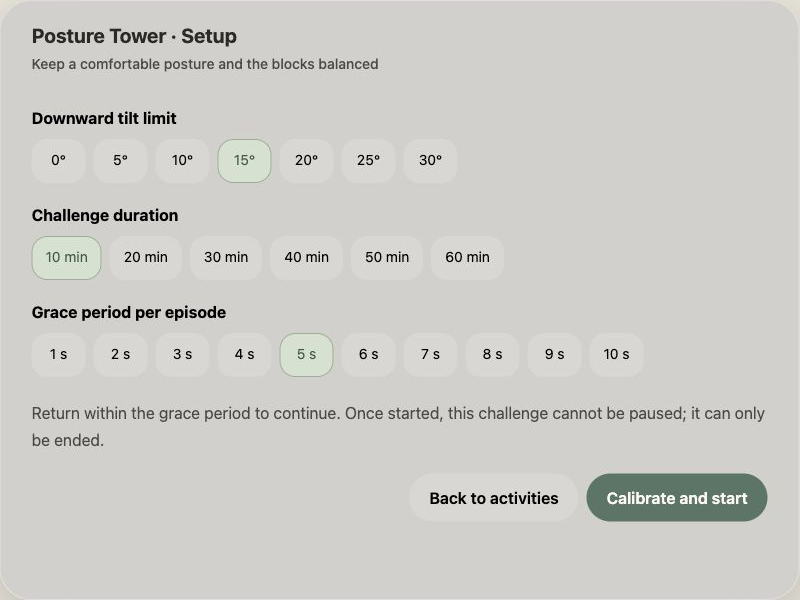 Posture Tower · Setup
Keep a comfortable posture and the blocks balanced
Downward tilt limit
0° 5° 10° 15° 20° 25° 30°
Challenge duration
10 min 20 min 30 min 40 min 50 min 60 min
Grace period per episode
1 s 2 s 3 s 4 s 5 s 6 s 7 s 8 s 9 s 10 s
Return within the grace period to continue. Once started, this challenge cannot be paused; it can only
be ended.
Back to activities Calibrate and start